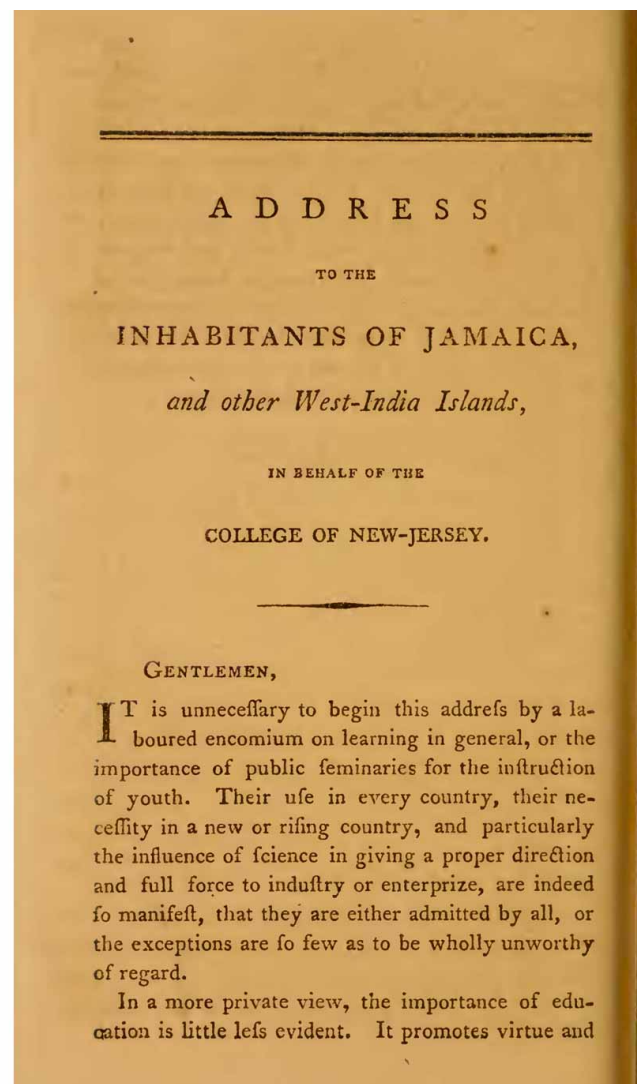 ADDRESS
TO THE
INHABITANTS OF JAMAICA,
and other West-India Islands,
IN BEHALF OF THE
COLLEGE OF NEW-JERSEY.
GENTLEMEN,
IT is unneceſſary to begin this addreſs by a la-
boured encomium on learning in general, or the
importance of public ſeminaries for the inſtruction
of youth. Their uſe in every country, their ne-
ceſſity in a new or riſing country, and particularly
the influence of ſcience in giving a proper direction
and full force to induſtry or enterprize, are indeed
ſo manifeſt, that they are either admitted by all, or
the exceptions are ſo few as to be wholly unworthy
of regard.
In a more private view, the importance of edu-
cation is little leſs evident. It promotes virtue and